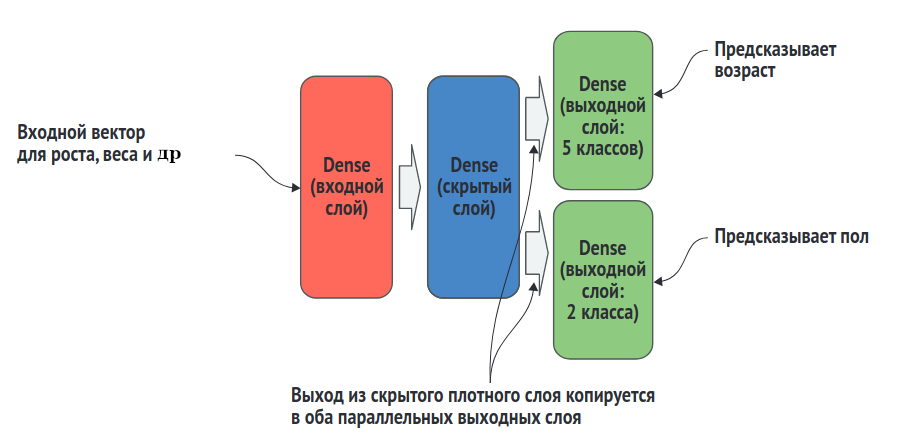 Входной вектор
для роста, веса и др
Dense
(входной
слой)
Dense
(скрытый
слой)
Dense
(выходной
слой:
5 классов)
Предсказывает
возраст
Dense
(выходной
слой:
2 класса)
Предсказывает пол
Выход из скрытого плотного слоя копируется
в оба параллельных выходных слоя